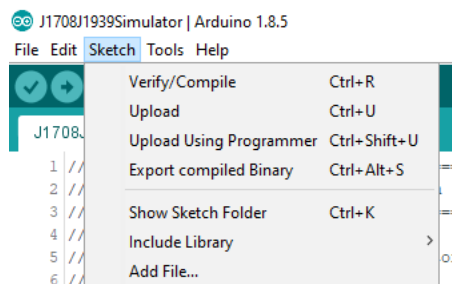 J1708J1939Simulator | Arduino 1.8.5
File Edit Sketch Tools Help
Verify/Compile Ctrl+R
Upload Ctrl+U
J1708J
Upload Using Programmer Ctrl+Shift+U
1 //
Export compiled Binary Ctrl+Alt+S
2 //
3 //
Show Sketch Folder Ctrl+K
4 //
Include Library >
5 //
Add File...
6 //